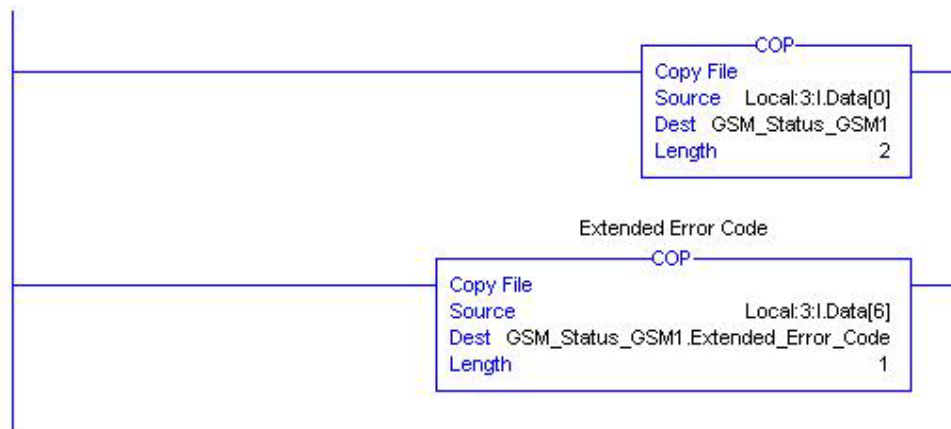 COP
Copy File
Source Local:3:I.Data[0]
Dest GSM_Status_GSM1
Length 2
Extended Error Code
COP
Copy File
Source Local:3:I.Data[6]
Dest GSM_Status_GSM1.Extended_Error_Code
Length 1